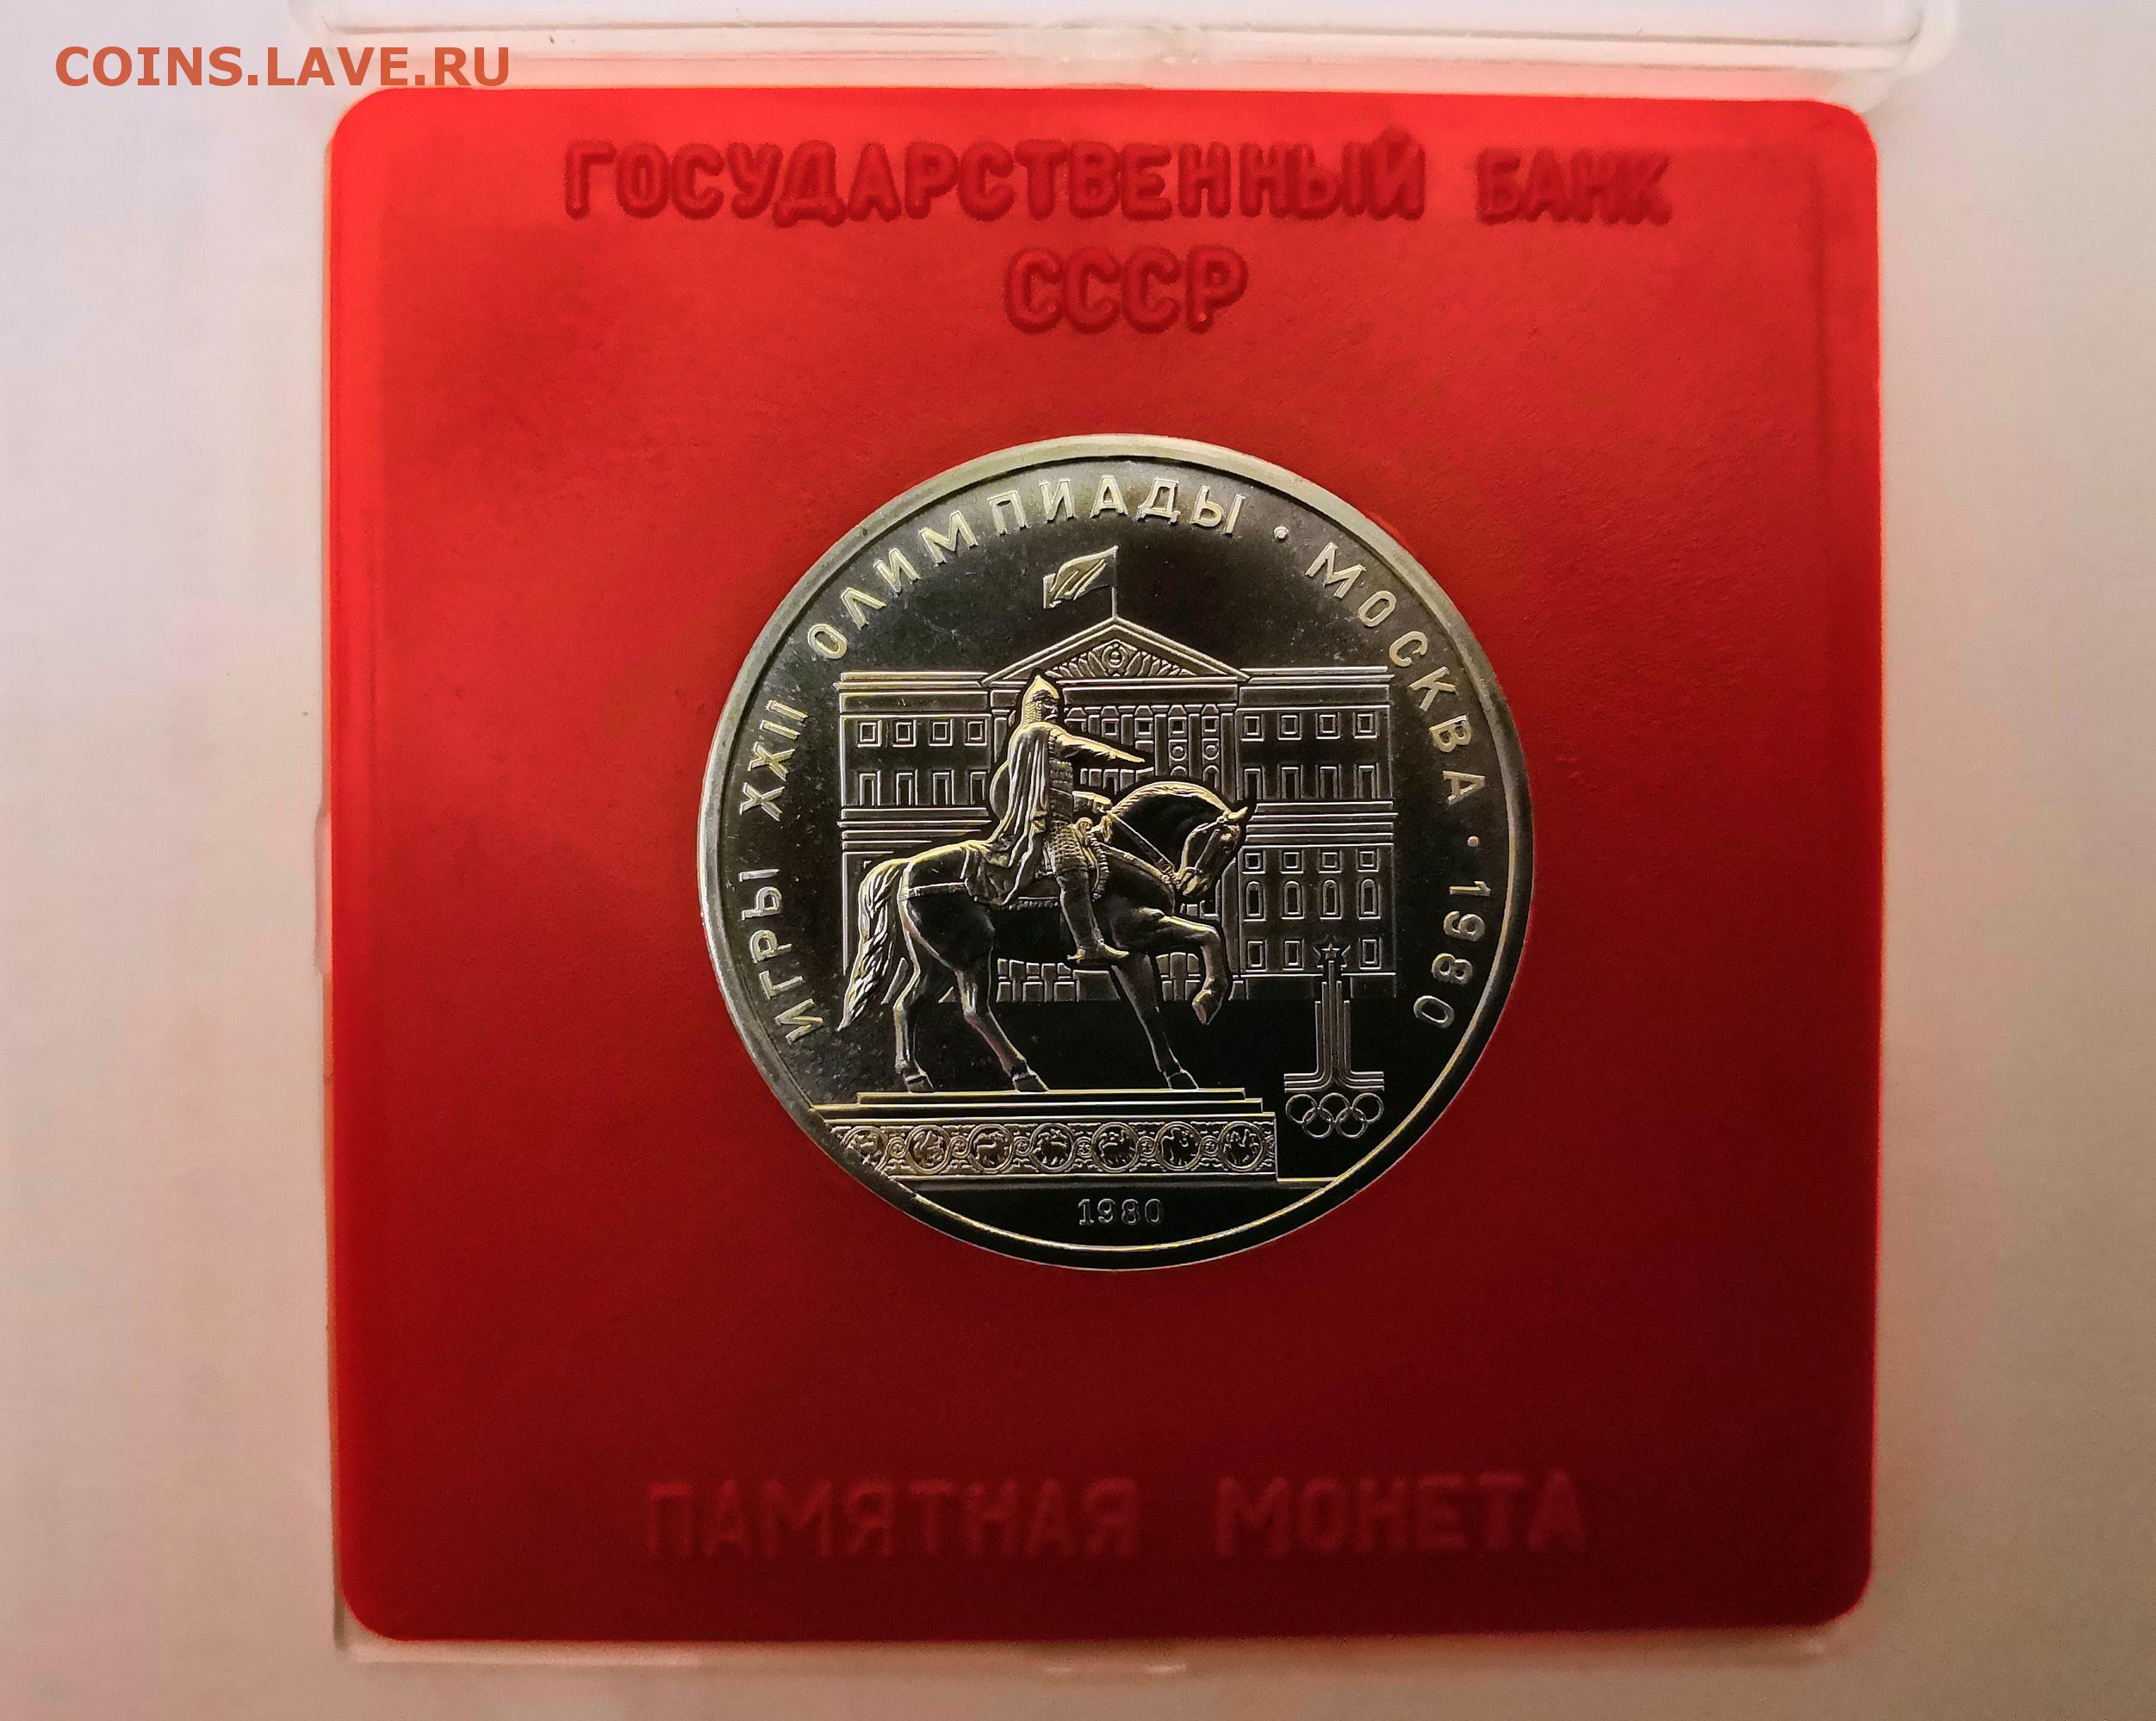 COINS.LAVE.RU
ГОСУДАРСТВЕННЫЙ БАНК
СССР
ИГРЫ XXII ОЛИМПИАДЫ • МОСКВА • 1980
1980
ПАМЯТНАЯ МОНЕТА